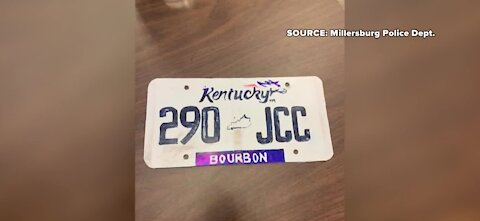 SOURCE: Millersburg Police Dept.
Kentucky
290 JCC
BOURBON